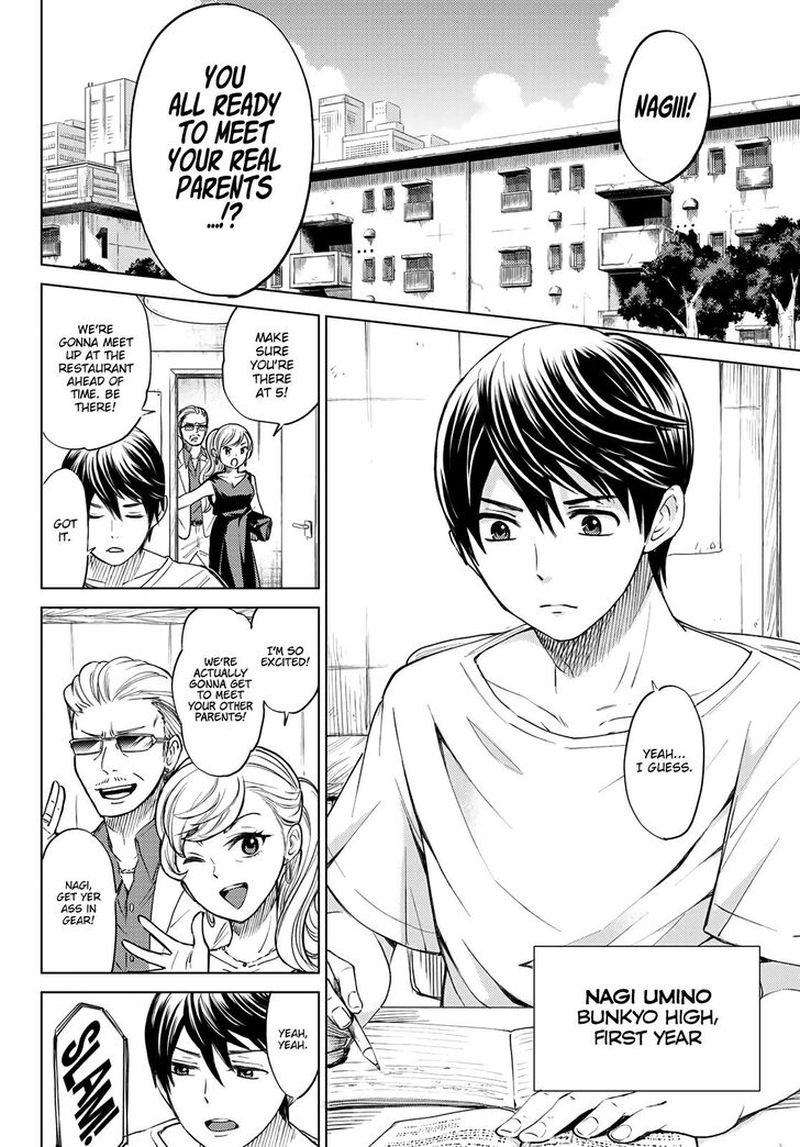 NAGIII!
YOU
ALL READY
TO MEET
YOUR REAL
PARENTS
...!?
YEAH...
I GUESS.
NAGI UMINO
BUNKYO HIGH,
FIRST YEAR
MAKE
SURE
YOU'RE
THERE
AT 5!
WE'RE
GONNA MEET
UP AT THE
RESTAURANT
AHEAD OF
TIME. BE
THERE!
GOT
IT.
I'M SO
EXCITED!
WE'RE
ACTUALLY
GONNA GET
TO MEET
YOUR OTHER
PARENTS!
NAGI,
GET YER
ASS IN
GEAR!
YEAH,
YEAH.
SLAM!